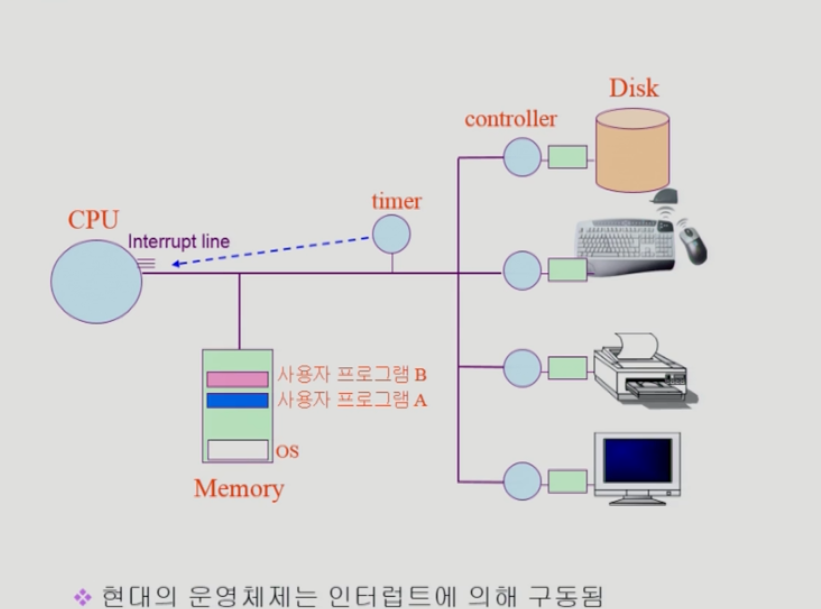 Disk
controller
timer
CPU
Interrupt line
사용자 프로그램 B
사용자 프로그램 A
OS
Memory
❖ 현대의 운영체제는 인터럽트에 의해 구동됨